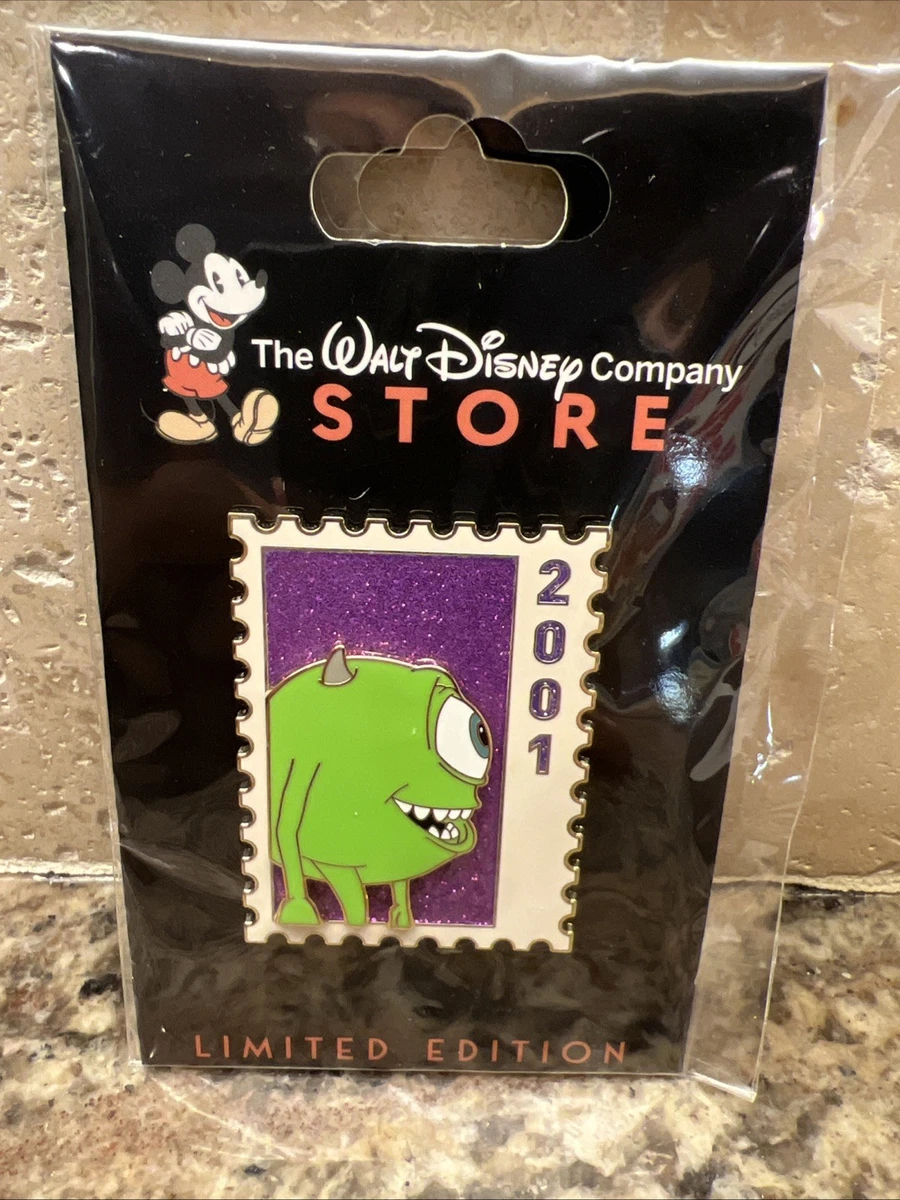 The WALT DISNEY Company
STORE
2001
LIMITED EDITION